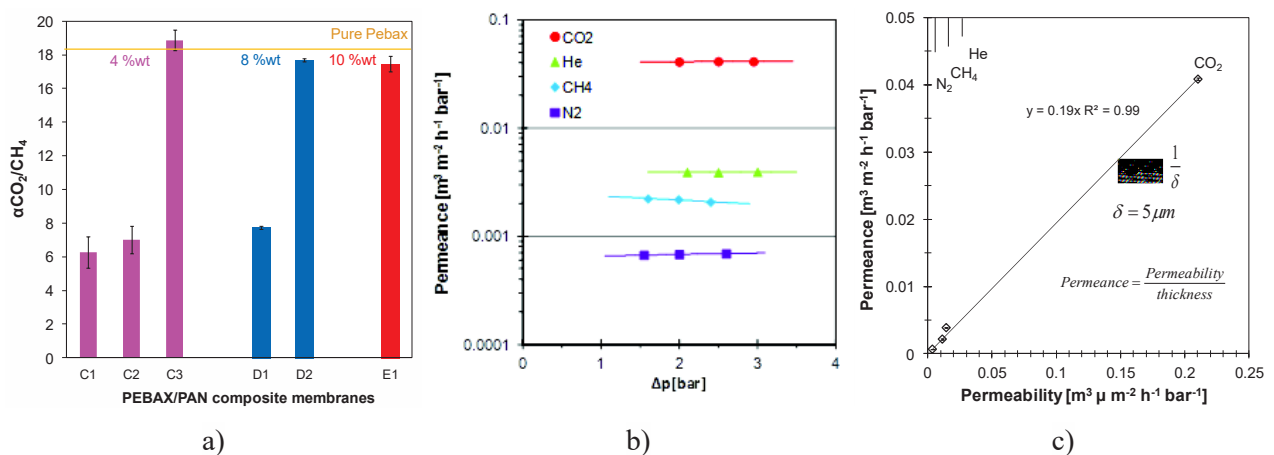 20
18
16
14
12
10
8
6
4
2
0
αCO2/CH4
Pure Pebax
4 %wt
8 %wt
10 %wt
C1
C2
C3
D1
D2
E1
PEBAX/PAN composite membranes
a)
0.1
0.01
0.001
0.0001
Permeance [m³ m⁻² h⁻¹ bar⁻¹]
CO2
He
CH4
N2
0
1
2
3
4
Δp[bar]
b)
0.05
0.04
0.03
0.02
0.01
0
Permeance [m³ m⁻² h⁻¹ bar⁻¹]
He
CH₄
N₂
CO₂
y = 0.19x R² = 0.99
1
δ
δ = 5μm
Permeance = Permeability
thickness
0
0.05
0.10
0.15
0.20
0.25
Permeability [m³ μ m⁻² h⁻¹ bar⁻¹]
c)